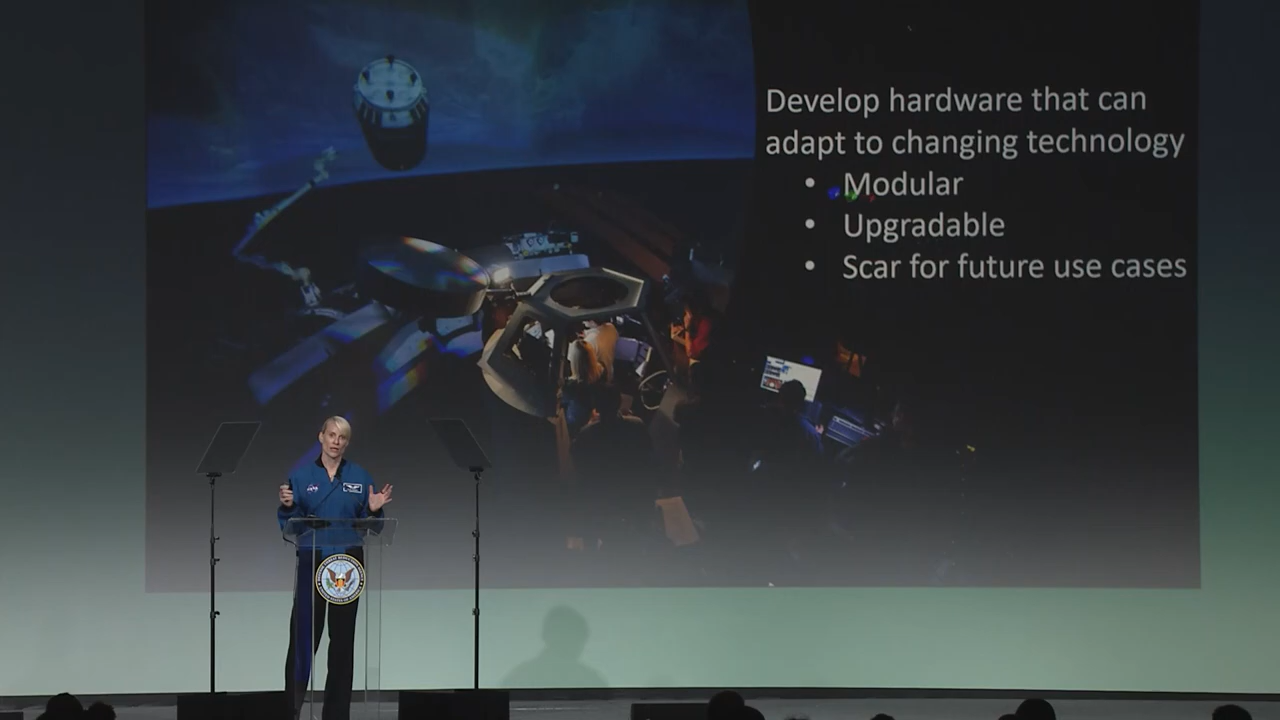 Develop hardware that can
adapt to changing technology
• Modular
• Upgradable
• Scar for future use cases